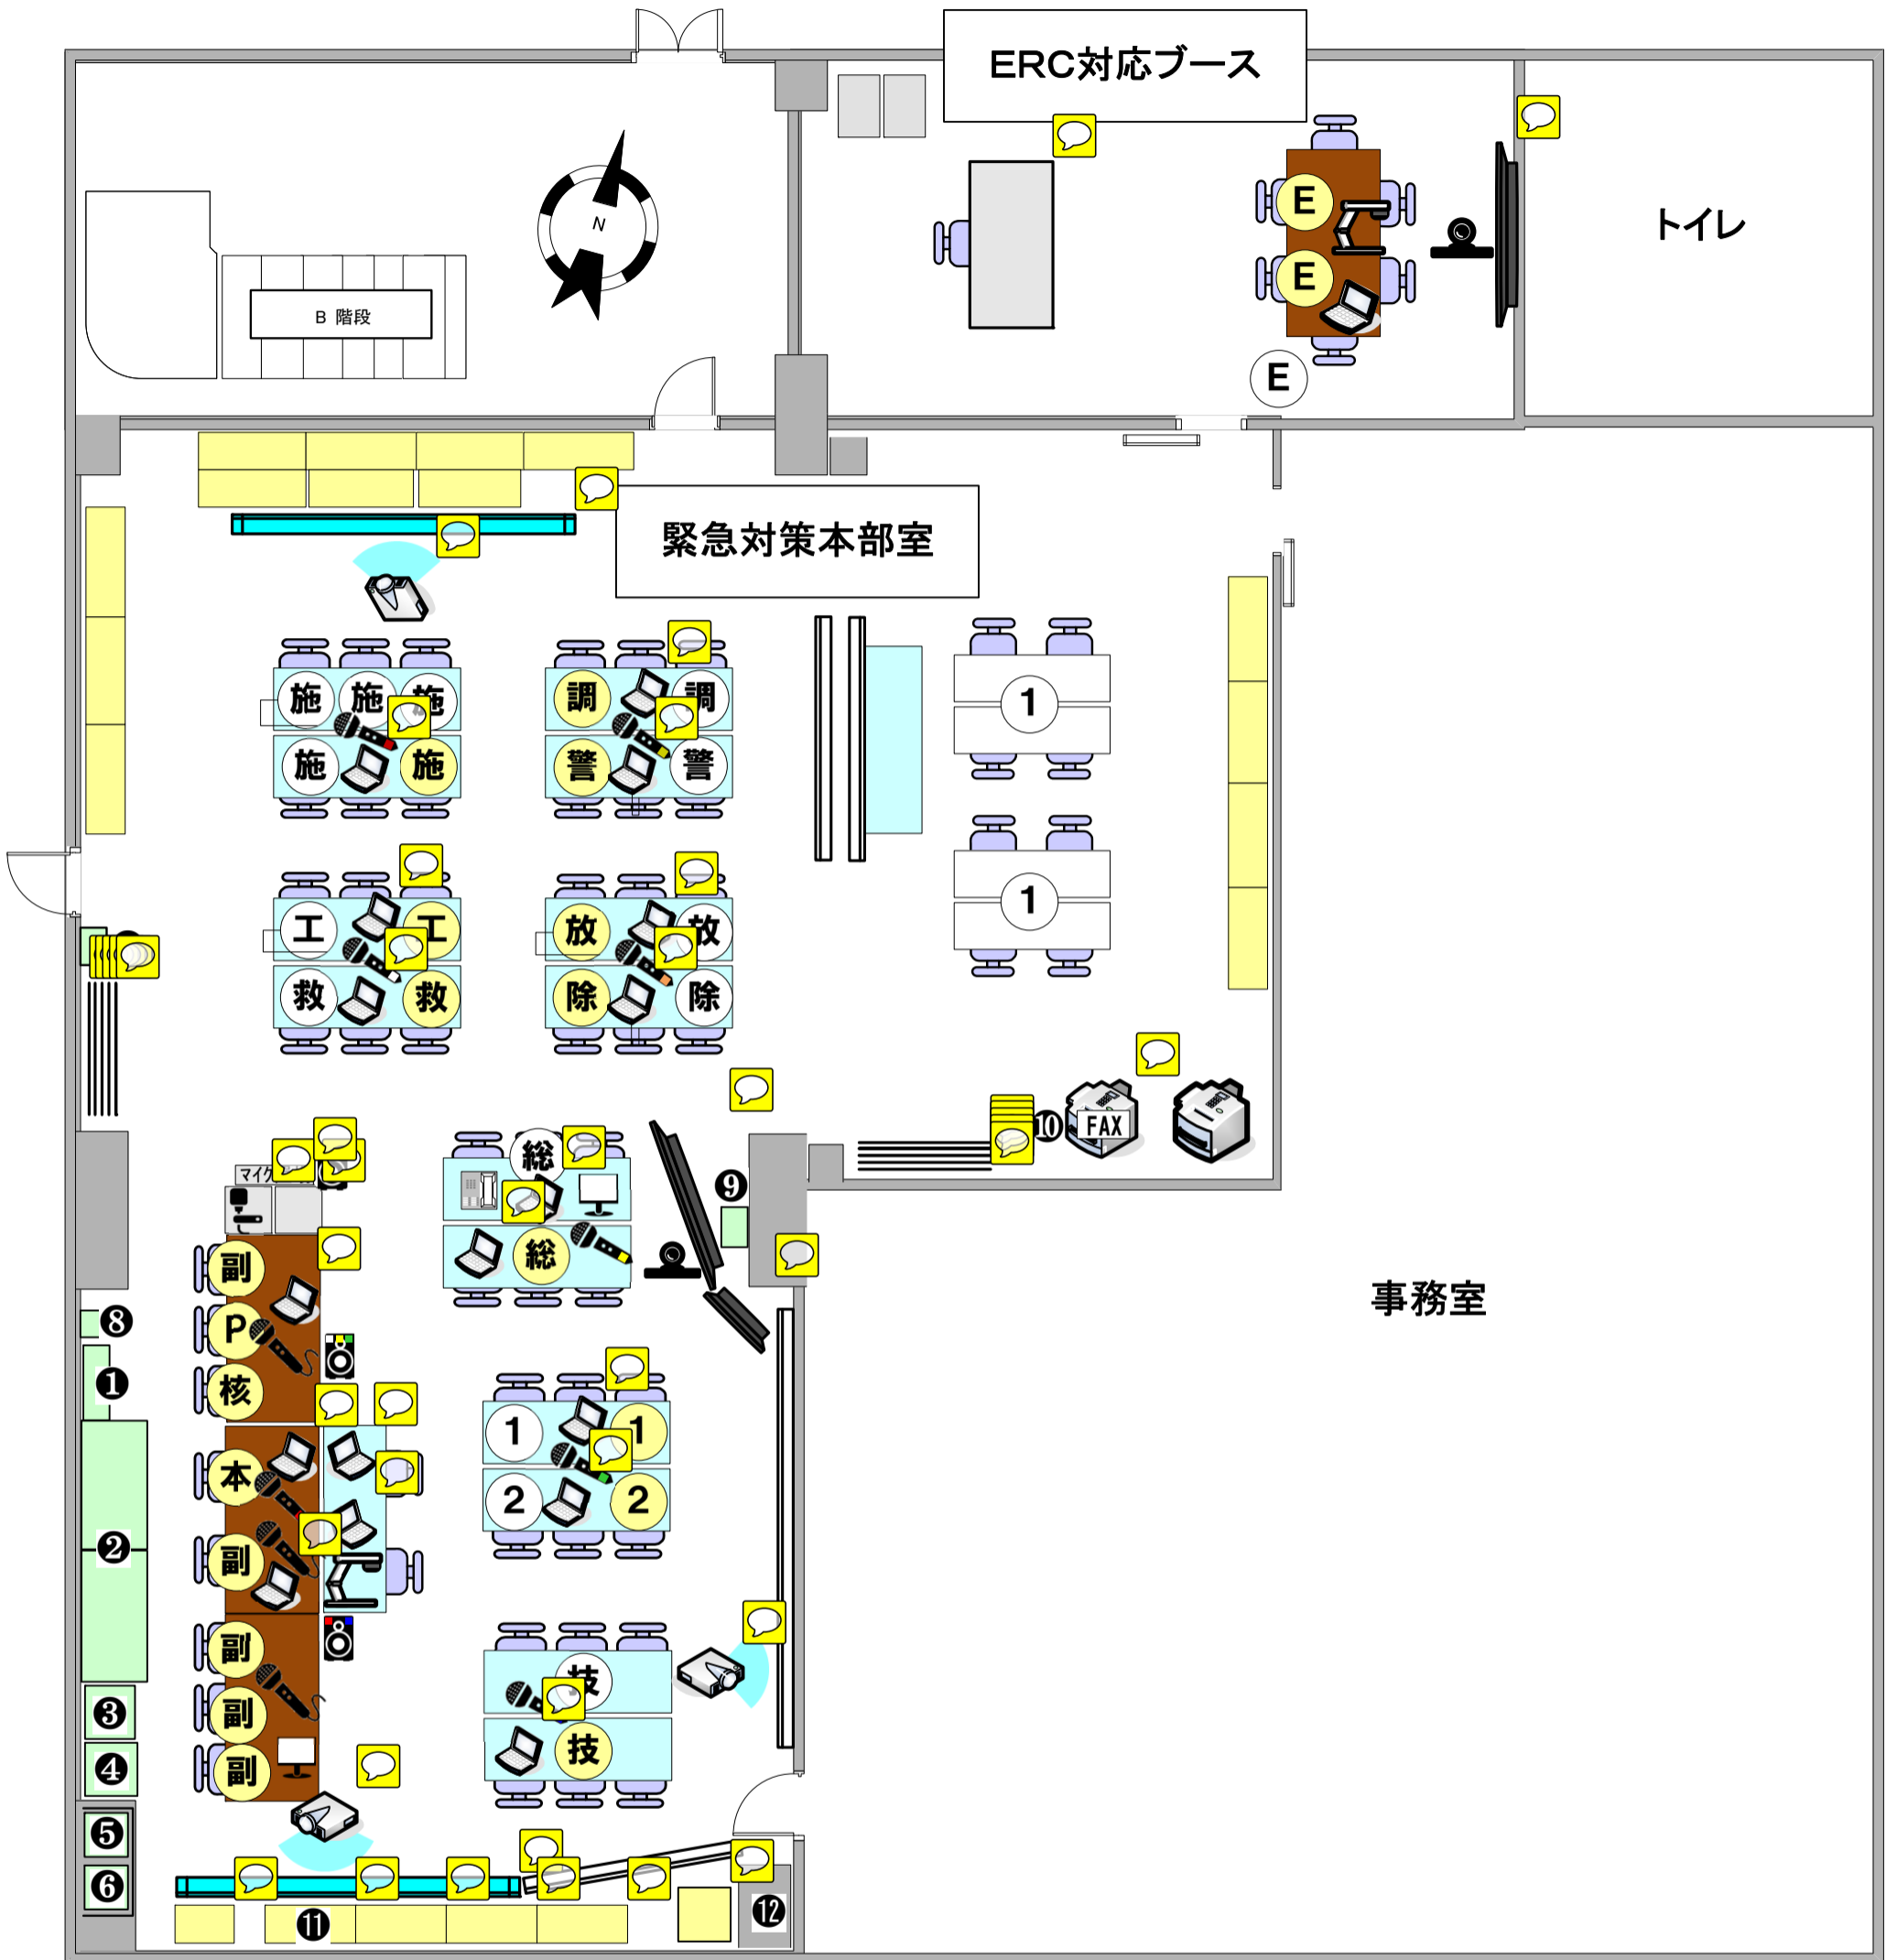 ERC対応ブース
トイレ
E
E
E
N
B 階段
緊急対策本部室
施 施 施
施 施
調 調
警 警
1
1
工 工
救 救
放 放
除 除
❿ FAX
マイク
総
総
❾
副
P
核
本
副
副
副
副
❽
❶
❷
❸
❹
❺
❻
1 1
2 2
技
技
⓫
⓬
事務室